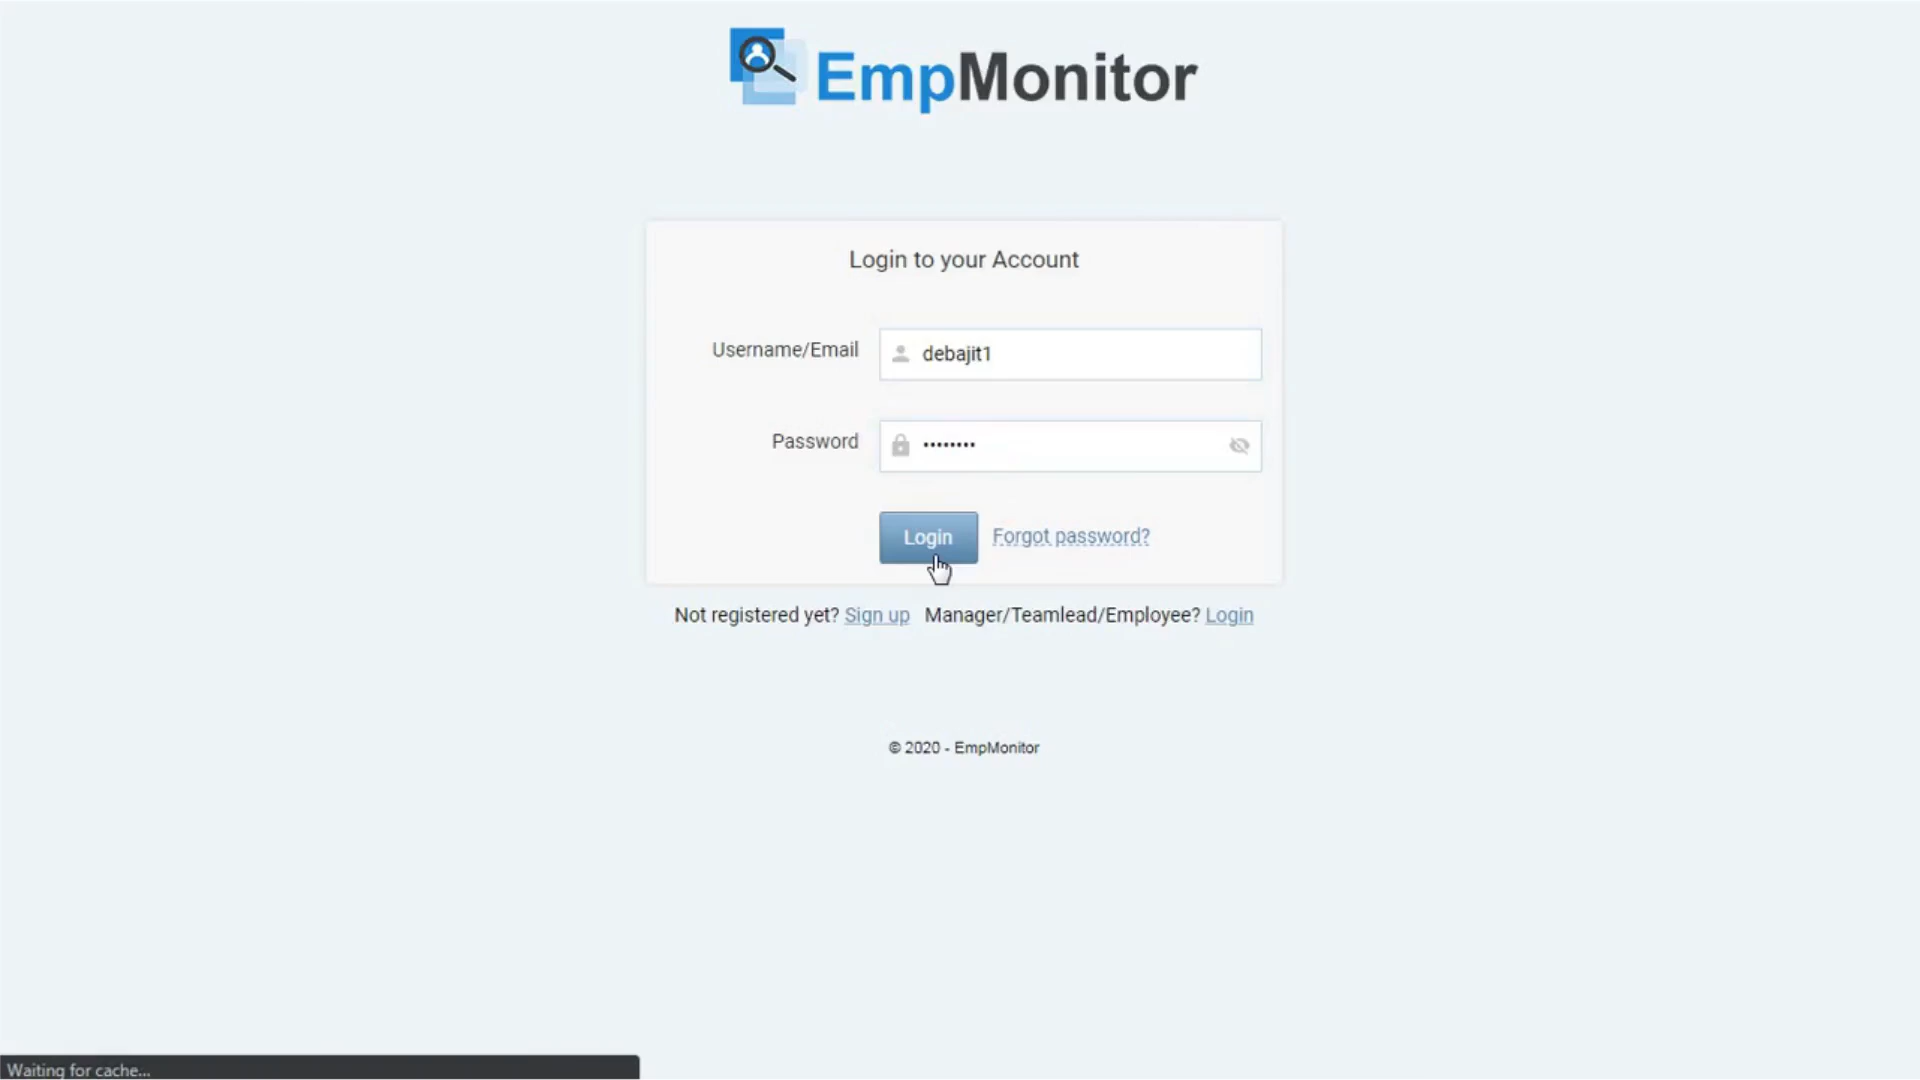 EmpMonitor
Login to your Account
Username/Email debajit1
Password ••••••••
Login Forgot password?
Not registered yet? Sign up Manager/Teamlead/Employee? Login
© 2020 - EmpMonitor
Waiting for cache...